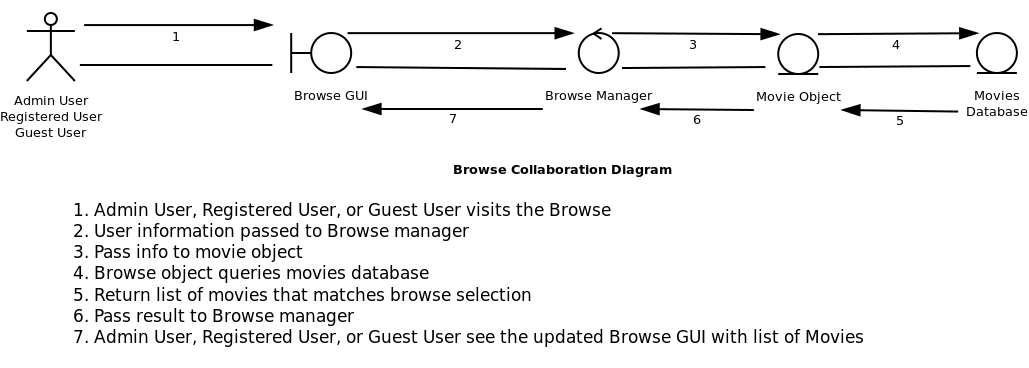 1
2
3
4
Admin User
Registered User
Guest User
Browse GUI
Browse Manager
Movie Object
Movies
Database
7
6
5
Browse Collaboration Diagram
1. Admin User, Registered User, or Guest User visits the Browse
2. User information passed to Browse manager
3. Pass info to movie object
4. Browse object queries movies database
5. Return list of movies that matches browse selection
6. Pass result to Browse manager
7. Admin User, Registered User, or Guest User see the updated Browse GUI with list of Movies